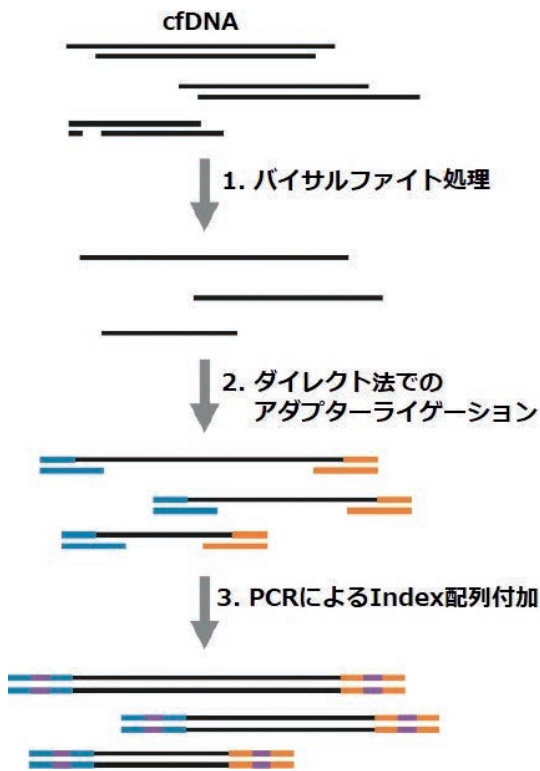 cfDNA
1. バイサルファイト処理
2. ダイレクト法での
アダプターライゲーション
3. PCRによるIndex配列付加